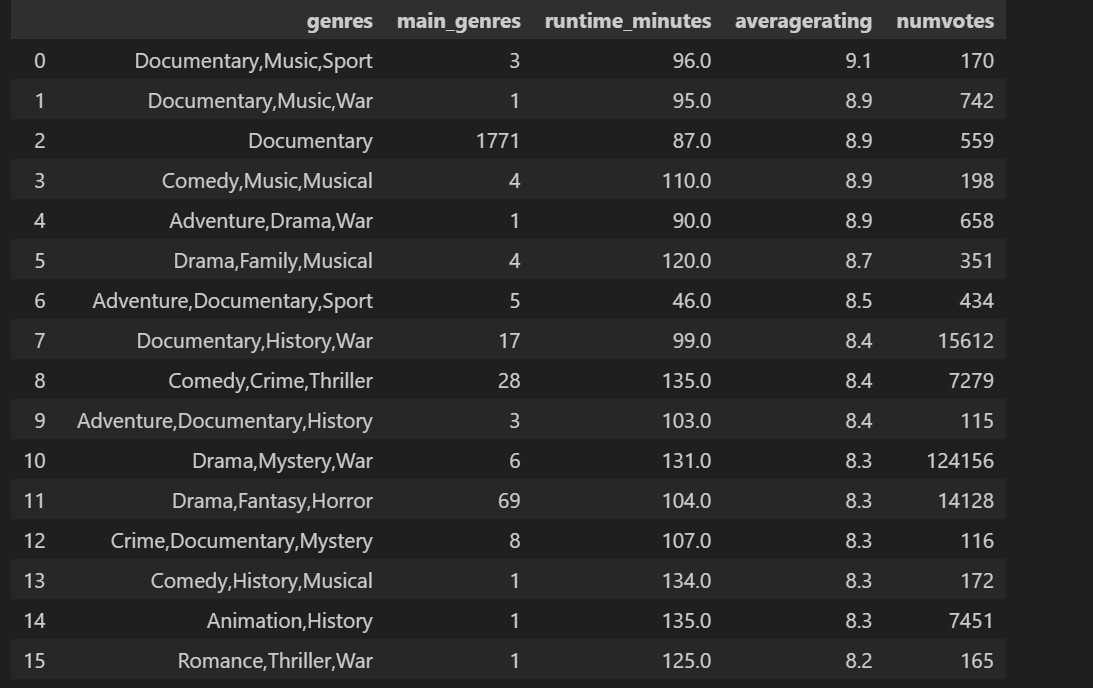 genres main_genres runtime_minutes averagerating numvotes
0 Documentary,Music,Sport 3 96.0 9.1 170
1 Documentary,Music,War 1 95.0 8.9 742
2 Documentary 1771 87.0 8.9 559
3 Comedy,Music,Musical 4 110.0 8.9 198
4 Adventure,Drama,War 1 90.0 8.9 658
5 Drama,Family,Musical 4 120.0 8.7 351
6 Adventure,Documentary,Sport 5 46.0 8.5 434
7 Documentary,History,War 17 99.0 8.4 15612
8 Comedy,Crime,Thriller 28 135.0 8.4 7279
9 Adventure,Documentary,History 3 103.0 8.4 115
10 Drama,Mystery,War 6 131.0 8.3 124156
11 Drama,Fantasy,Horror 69 104.0 8.3 14128
12 Crime,Documentary,Mystery 8 107.0 8.3 116
13 Comedy,History,Musical 1 134.0 8.3 172
14 Animation,History 1 135.0 8.3 7451
15 Romance,Thriller,War 1 125.0 8.2 165